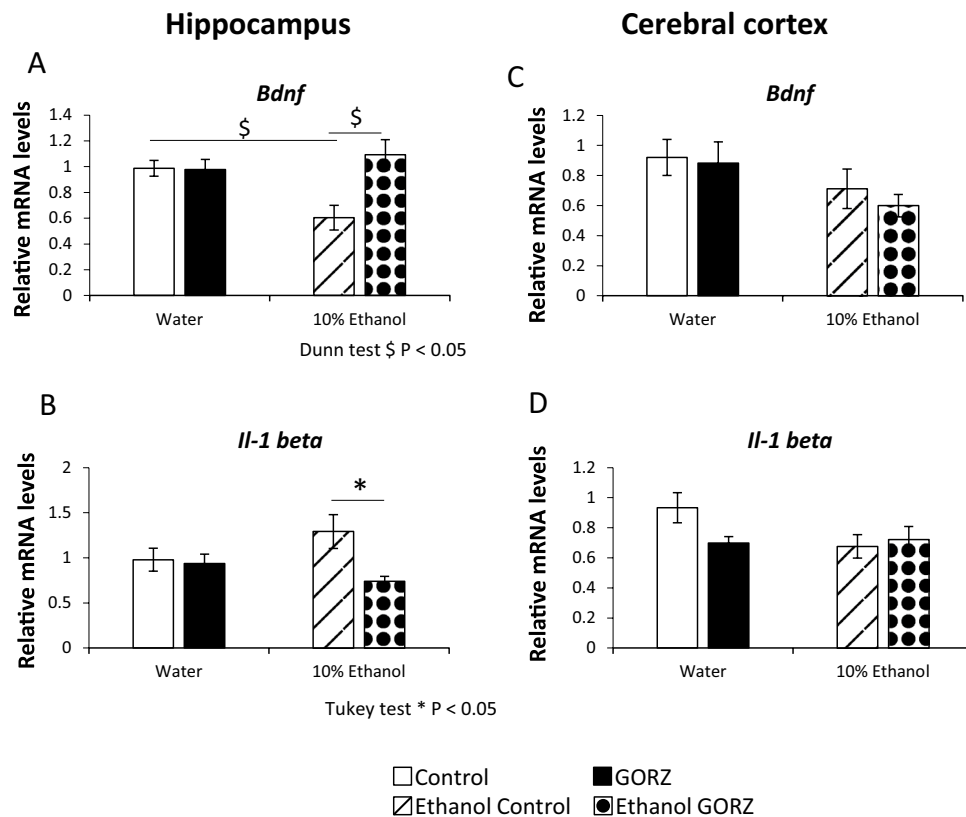 Hippocampus
Cerebral cortex
A
Bdnf
Relative mRNA levels
1.4
1.2
1
0.8
0.6
0.4
0.2
0
$
$
Water
10% Ethanol
Dunn test $ P < 0.05
C
Bdnf
Relative mRNA levels
1.2
1
0.8
0.6
0.4
0.2
0
Water
10% Ethanol
B
Il-1 beta
Relative mRNA levels
2
1.5
1
0.5
0
*
Water
10% Ethanol
Tukey test * P < 0.05
D
Il-1 beta
Relative mRNA levels
1.2
1
0.8
0.6
0.4
0.2
0
Water
10% Ethanol
Control
GORZ
Ethanol Control
Ethanol GORZ